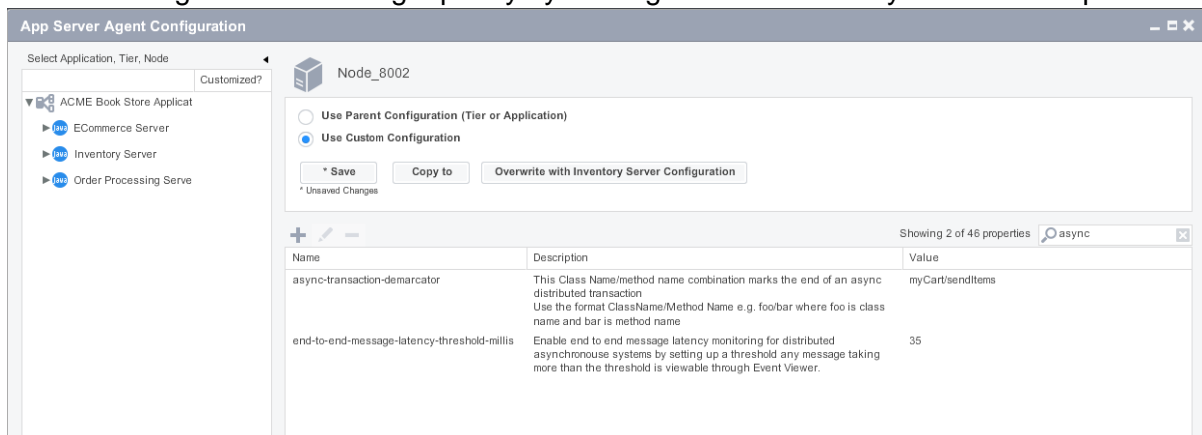 App Server Agent Configuration
Select Application, Tier, Node
Customized?
ACME Book Store Applicat
ECommerce Server
Inventory Server
Order Processing Serve
Node_8002
Use Parent Configuration (Tier or Application)
Use Custom Configuration
* Save
Copy to
Overwrite with Inventory Server Configuration
* Unsaved Changes
Showing 2 of 46 properties
async
Name
Description
Value
async-transaction-demarcator
This Class Name/method name combination marks the end of an async
distributed transaction
Use the format ClassName/Method Name e.g. foo/bar where foo is class
name and bar is method name
myCart/sendItems
end-to-end-message-latency-threshold-millis
Enable end to end message latency monitoring for distributed
asynchronouse systems by setting up a threshold any message taking
more than the threshold is viewable through Event Viewer.
35